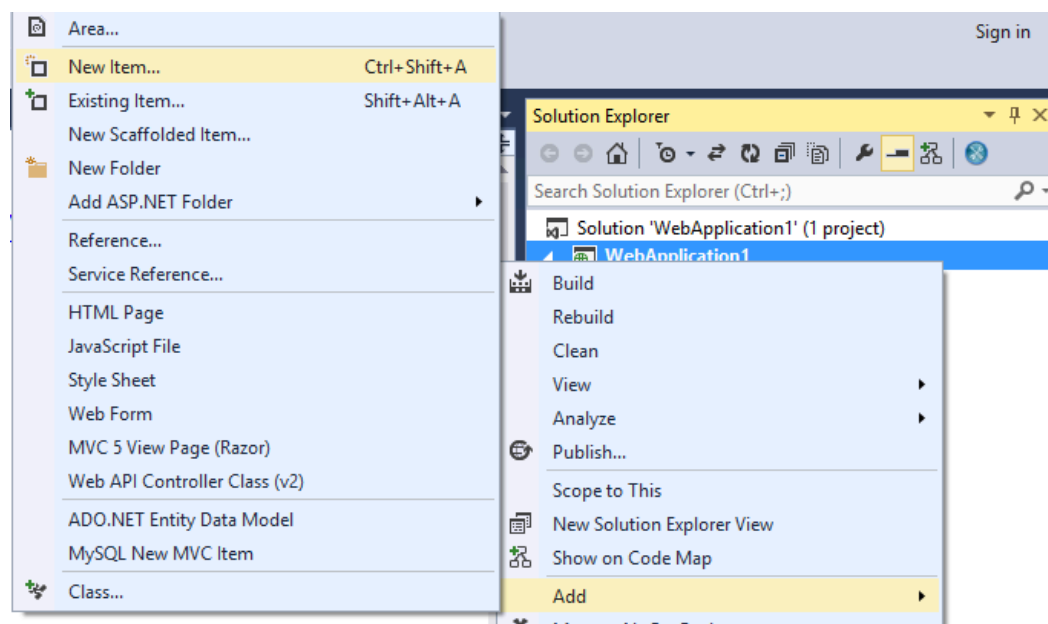 Area...
New Item... Ctrl+Shift+A
Existing Item... Shift+Alt+A
New Scaffolded Item...
New Folder
Add ASP.NET Folder
Reference...
Service Reference...
HTML Page
JavaScript File
Style Sheet
Web Form
MVC 5 View Page (Razor)
Web API Controller Class (v2)
ADO.NET Entity Data Model
MySQL New MVC Item
Class...
Sign in
Solution Explorer
Search Solution Explorer (Ctrl+;)
Solution 'WebApplication1' (1 project)
WebApplication1
Build
Rebuild
Clean
View
Analyze
Publish...
Scope to This
New Solution Explorer View
Show on Code Map
Add